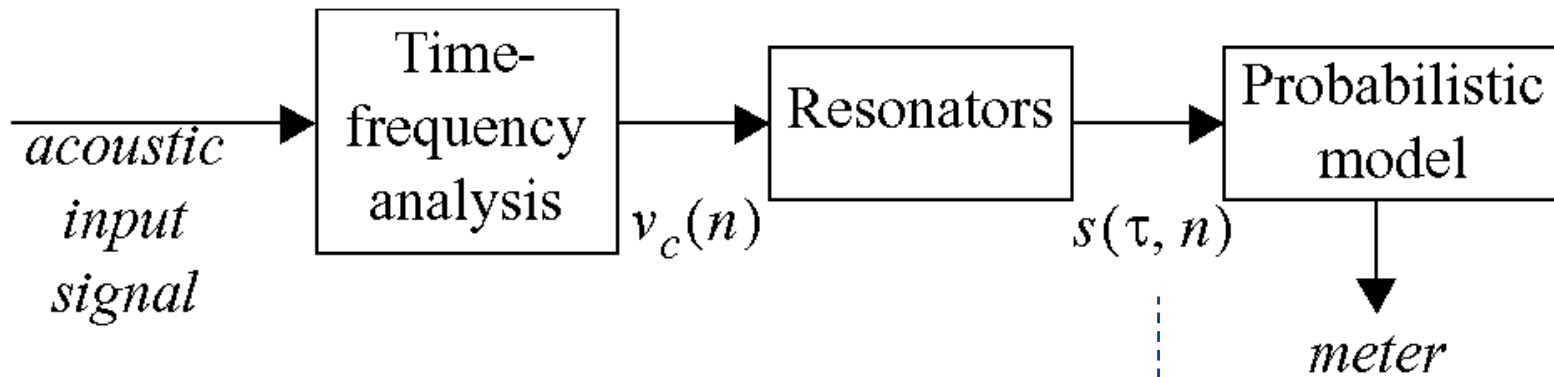 acoustic
input
signal
Time-
frequency
analysis
v_c(n)
Resonators
s(τ, n)
Probabilistic
model
meter